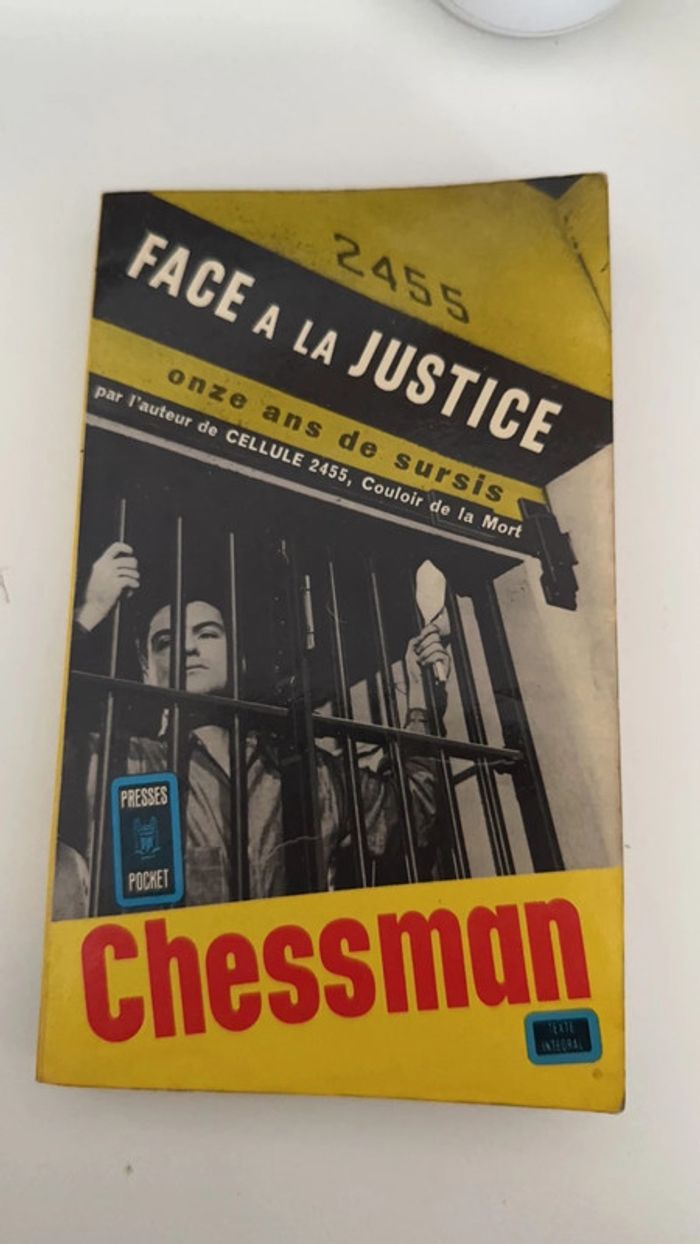 2455
FACE A LA JUSTICE
onze ans de sursis
par l'auteur de CELLULE 2455, Couloir de la Mort
PRESSES
POCKET
Chessman
TEXTE
INTEGRAL